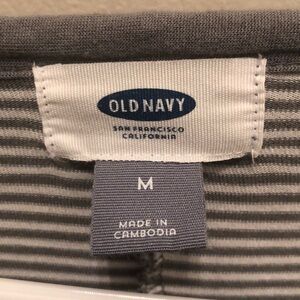 OLD NAVY
SAN FRANCISCO
CALIFORNIA
M
MADE IN
CAMBODIA